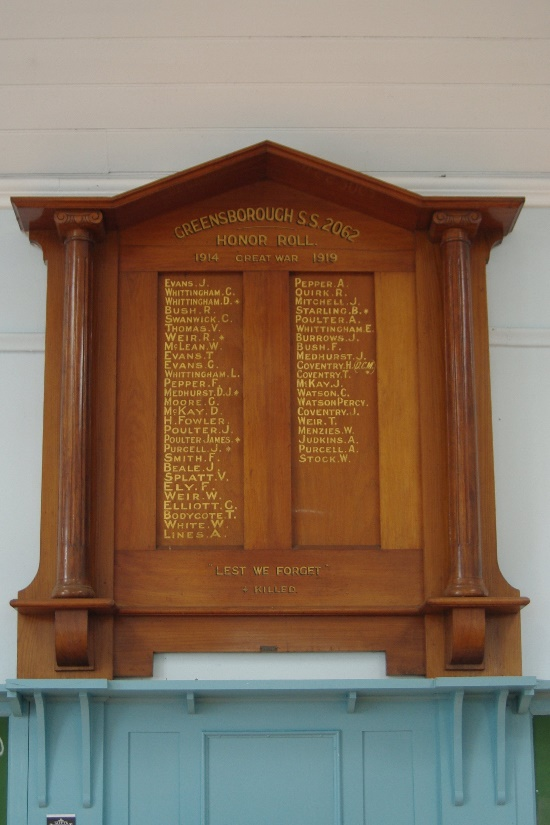 GREENSBOROUGH S.S. 2062
HONOR ROLL.
1914 GREAT WAR 1919
EVANS. J.
WHITTINGHAM. C.
WHITTINGHAM. D. +
BUSH. R.
SWANWICK. C.
THOMAS. V.
WEIR. R. +
McLEAN. W.
EVANS. T.
EVANS. C.
WHITTINGHAM. L.
PEPPER. F.
MEDHURST. D.J. +
MOORE. G.
McKAY. D.
H. FOWLER.
POULTER. J.
POULTER JAMES. +
PURCELL. J. +
SMITH. F.
BEALE. J.
SPLATT. V.
ELY. F.
WEIR. W.
ELLIOTT. G.
BODYCOTE. T.
WHITE. W.
LINES. A.
PEPPER. A.
QUIRK. R.
MITCHELL. J.
STARLING. B. +
POULTER. A.
WHITTINGHAM. E.
BURROWS. J.
BUSH. F.
MEDHURST. J.
COVENTRY. H. (D.C.M.)
COVENTRY. T.
McKAY. J.
WATSON. C.
WATSON PERCY.
COVENTRY. J.
WEIR. T.
MENZIES. W.
JUDKINS. A.
PURCELL. A.
STOCK. W.
"LEST WE FORGET"
+ KILLED.